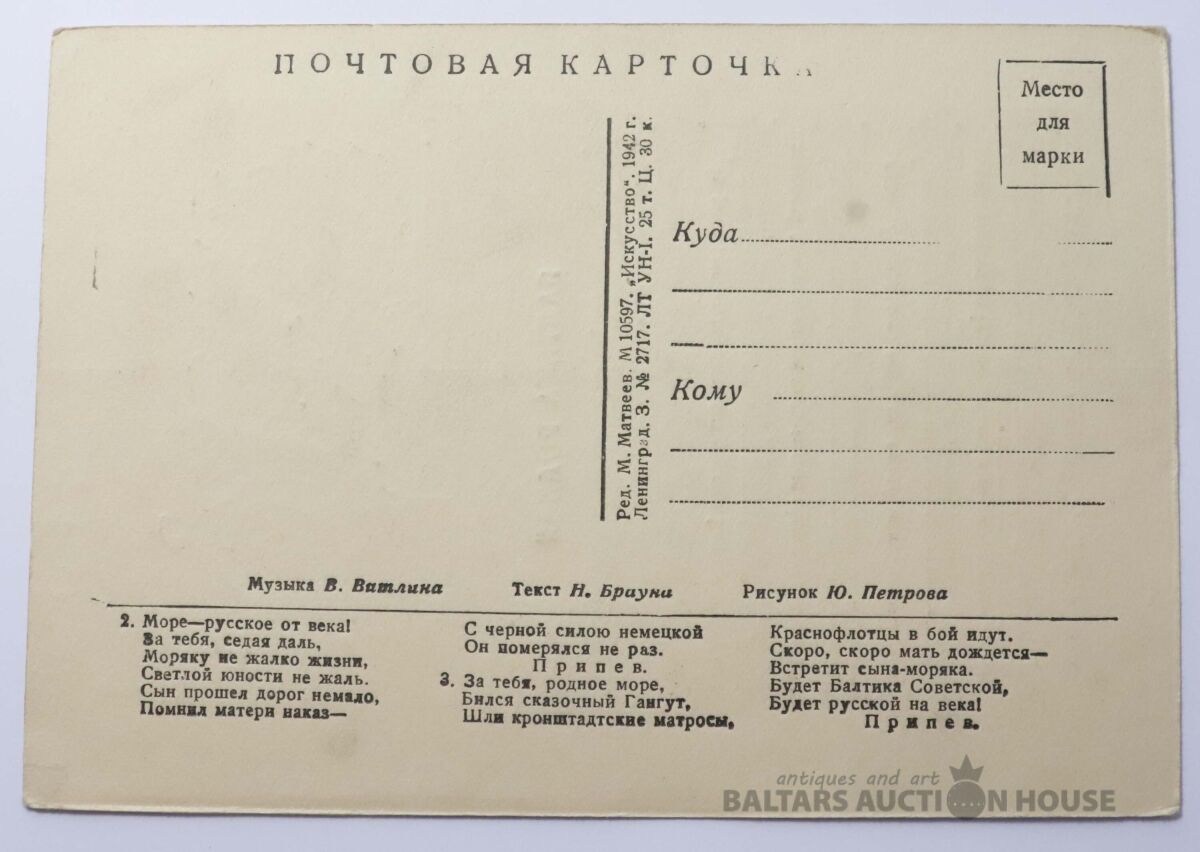 ПОЧТОВАЯ КАРТОЧКА
Место
для
марки
Ред. М. Матвеев. М 10597. „Искусство“. 1942 г.
Ленинград. З. № 2717. ЛТ УН-I. 25 т. Ц. 30 к.
Куда
Кому
Музыка В. Ватлина Текст Н. Брауна Рисунок Ю. Петрова
2. Море—русское от века!
За тебя, седая даль,
Моряку не жалко жизни,
Светлой юности не жаль.
Сын прошел дорог немало,
Помнил матери наказ—
С черной силою немецкой
Он померялся не раз.
Припев.
3. За тебя, родное море,
Бился сказочный Гангут,
Шли кронштадтские матросы,
Краснофлотцы в бой идут.
Скоро, скоро мать дождется—
Встретит сына-моряка.
Будет Балтика Советской,
Будет русской на века!
Припев.
antiques and art
BALTARS AUCTION HOUSE